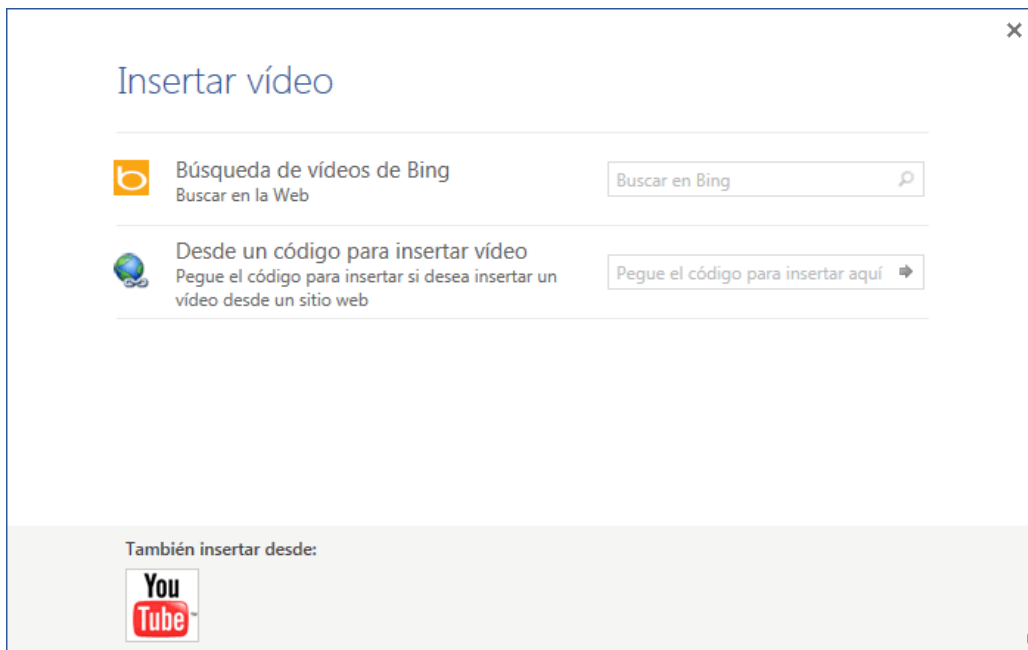 Insertar vídeo
Búsqueda de vídeos de Bing
Buscar en la Web
Buscar en Bing
Desde un código para insertar vídeo
Pegue el código para insertar si desea insertar un
vídeo desde un sitio web
Pegue el código para insertar aquí
También insertar desde:
You
Tube